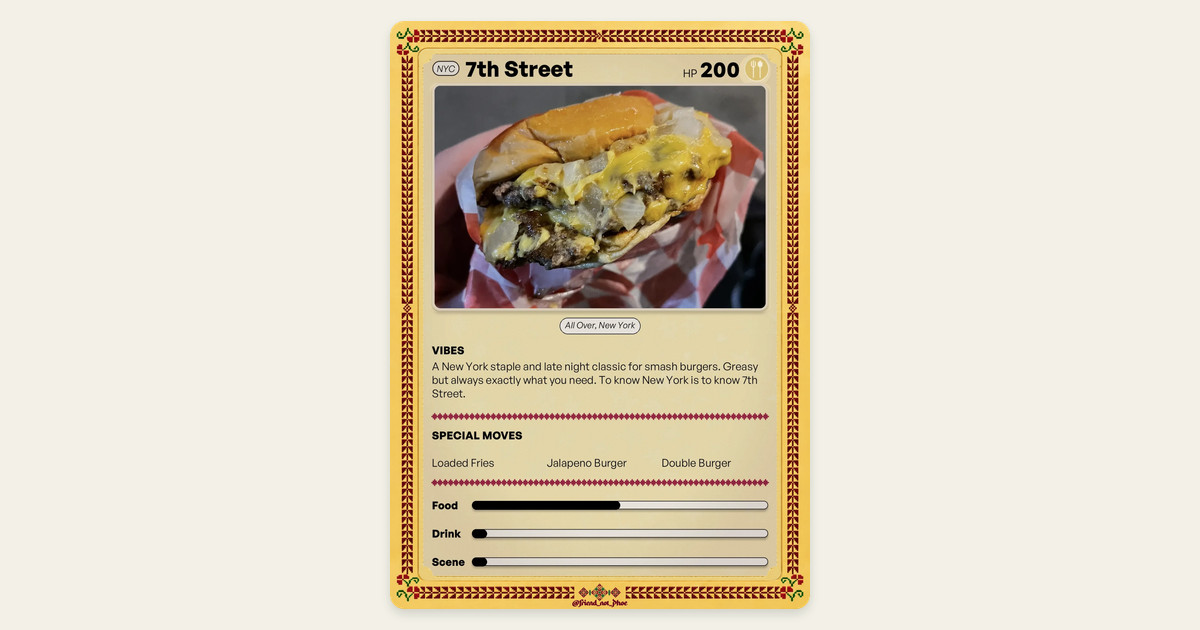 NYC 7th Street HP 200
All Over, New York
VIBES
A New York staple and late night classic for smash burgers. Greasy
but always exactly what you need. To know New York is to know 7th
Street.
SPECIAL MOVES
Loaded Fries Jalapeno Burger Double Burger
Food
Drink
Scene
@friend_not_phoe